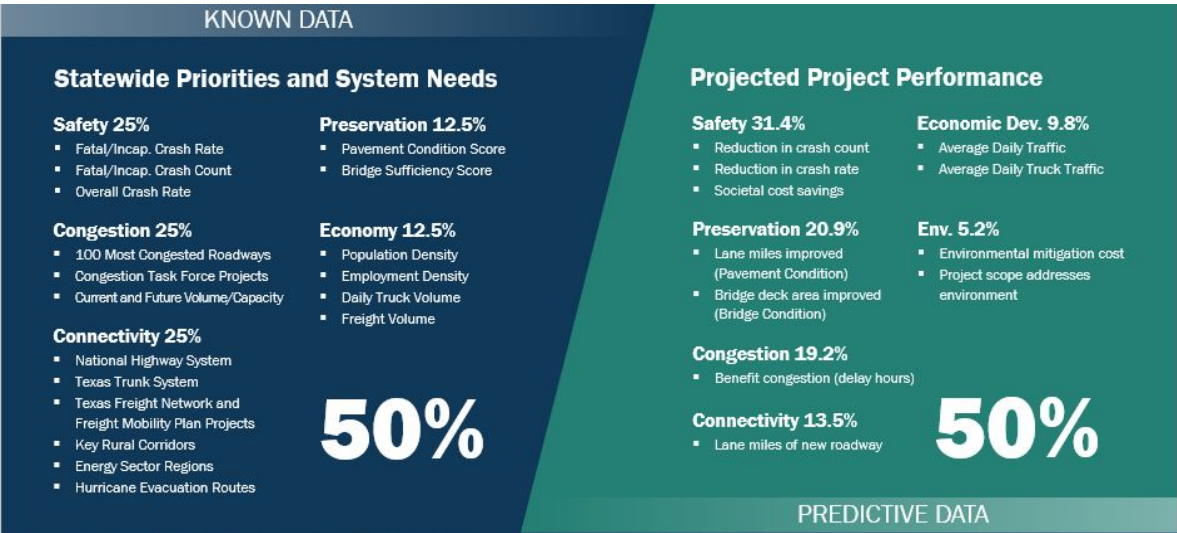 KNOWN DATA
Statewide Priorities and System Needs
Safety 25%
▪ Fatal/Incap. Crash Rate
▪ Fatal/Incap. Crash Count
▪ Overall Crash Rate
Congestion 25%
▪ 100 Most Congested Roadways
▪ Congestion Task Force Projects
▪ Current and Future Volume/Capacity
Connectivity 25%
▪ National Highway System
▪ Texas Trunk System
▪ Texas Freight Network and
Freight Mobility Plan Projects
▪ Key Rural Corridors
▪ Energy Sector Regions
▪ Hurricane Evacuation Routes
Preservation 12.5%
▪ Pavement Condition Score
▪ Bridge Sufficiency Score
Economy 12.5%
▪ Population Density
▪ Employment Density
▪ Daily Truck Volume
▪ Freight Volume
50%
Projected Project Performance
Safety 31.4%
▪ Reduction in crash count
▪ Reduction in crash rate
▪ Societal cost savings
Preservation 20.9%
▪ Lane miles improved
(Pavement Condition)
▪ Bridge deck area improved
(Bridge Condition)
Congestion 19.2%
▪ Benefit congestion (delay hours)
Connectivity 13.5%
▪ Lane miles of new roadway
Economic Dev. 9.8%
▪ Average Daily Traffic
▪ Average Daily Truck Traffic
Env. 5.2%
▪ Environmental mitigation cost
▪ Project scope addresses
environment
50%
PREDICTIVE DATA